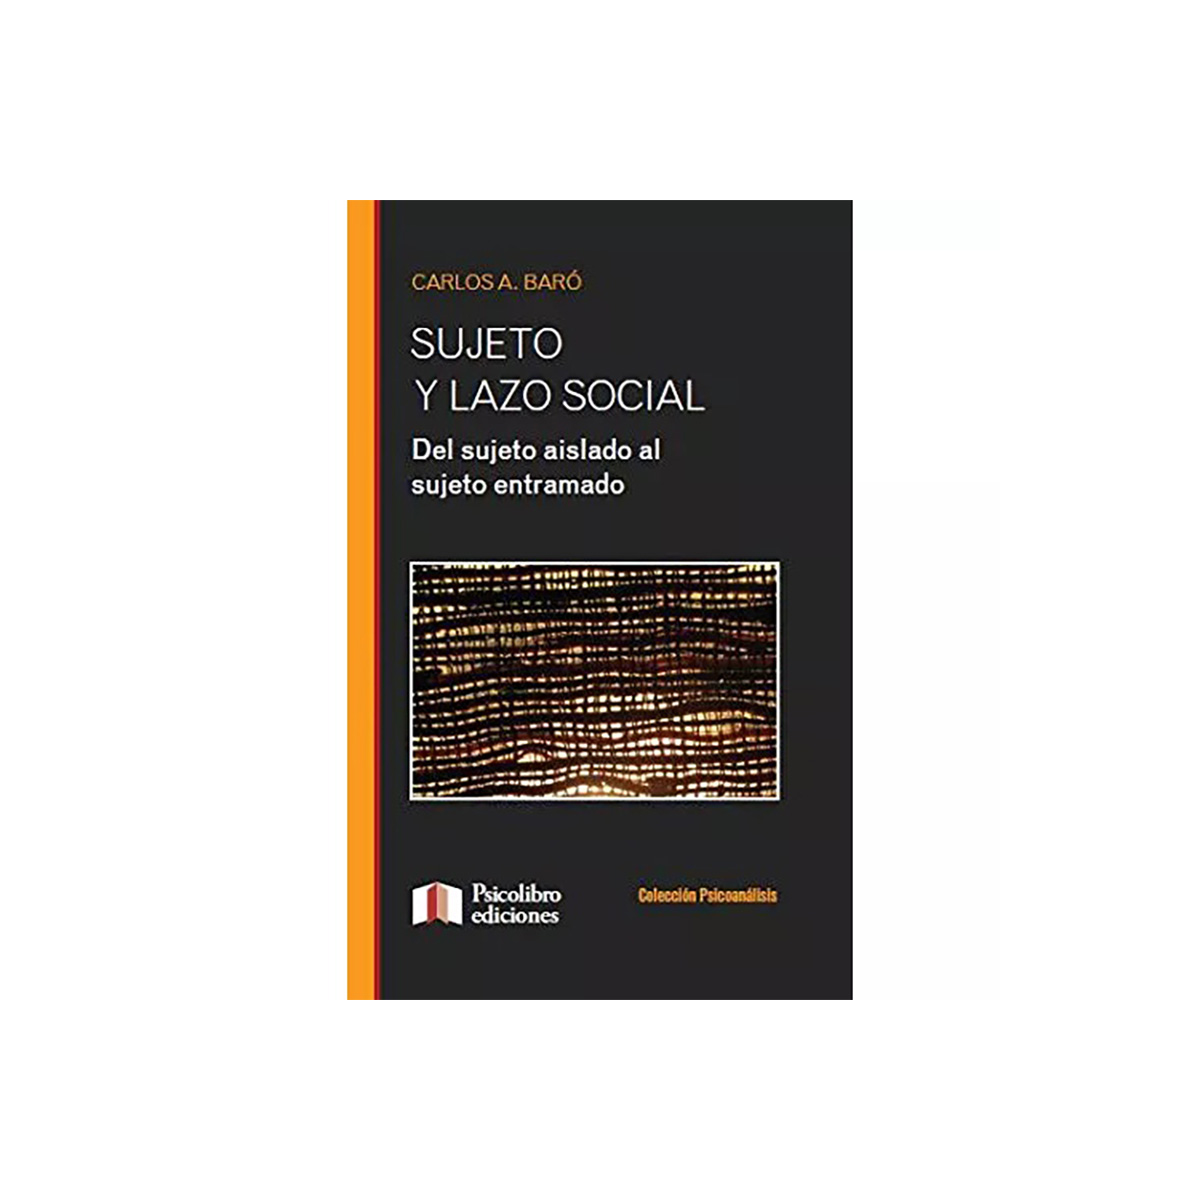 CARLOS A. BARÓ
SUJETO
Y LAZO SOCIAL
Del sujeto aislado al
sujeto entramado
Psicolibro
ediciones
Colección Psicoanálisis